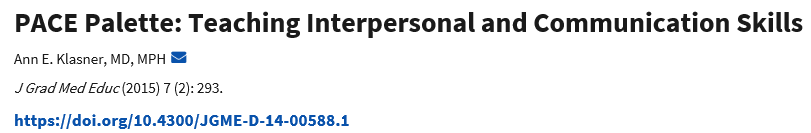 PACE Palette: Teaching Interpersonal and Communication Skills
Ann E. Klasner, MD, MPH
J Grad Med Educ (2015) 7 (2): 293.
https://doi.org/10.4300/JGME-D-14-00588.1